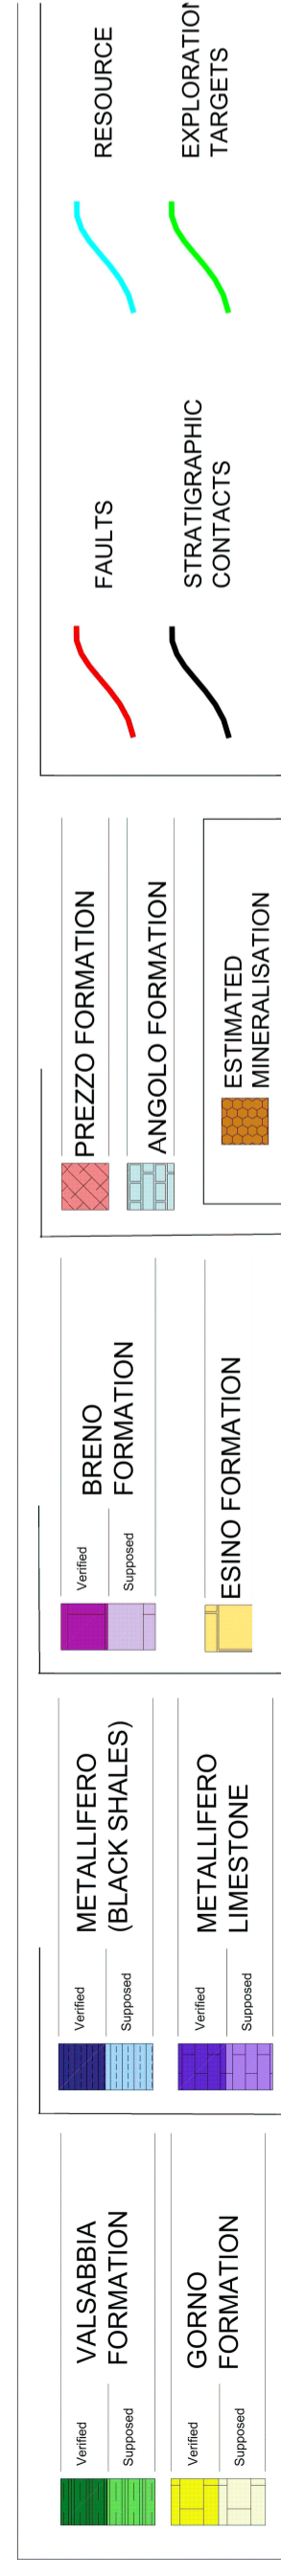 VALSABBIA
FORMATION
Verified
Supposed
GORNO
FORMATION
Verified
Supposed
METALLIFERO
(BLACK SHALES)
Verified
Supposed
METALLIFERO
LIMESTONE
Verified
Supposed
BRENO
FORMATION
Verified
Supposed
ESINO FORMATION
PREZZO FORMATION
ANGOLO FORMATION
ESTIMATED
MINERALISATION
FAULTS
STRATIGRAPHIC
CONTACTS
RESOURCE
EXPLORATION
TARGETS